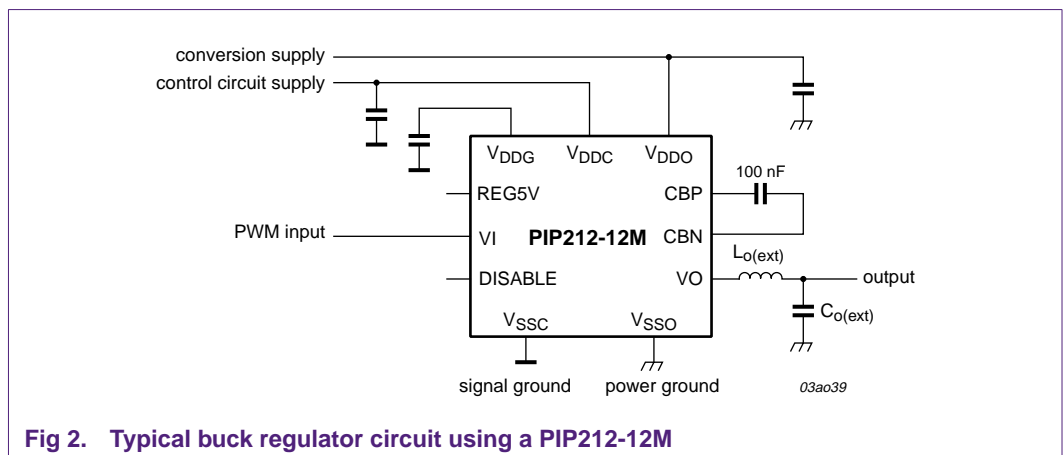 conversion supply
control circuit supply
VDDG VDDC VDDO
100 nF
REG5V CBP
PWM input VI PIP212-12M CBN
Lo(ext)
DISABLE VO output
Co(ext)
VSSC VSSO
signal ground power ground 03ao39
Fig 2. Typical buck regulator circuit using a PIP212-12M